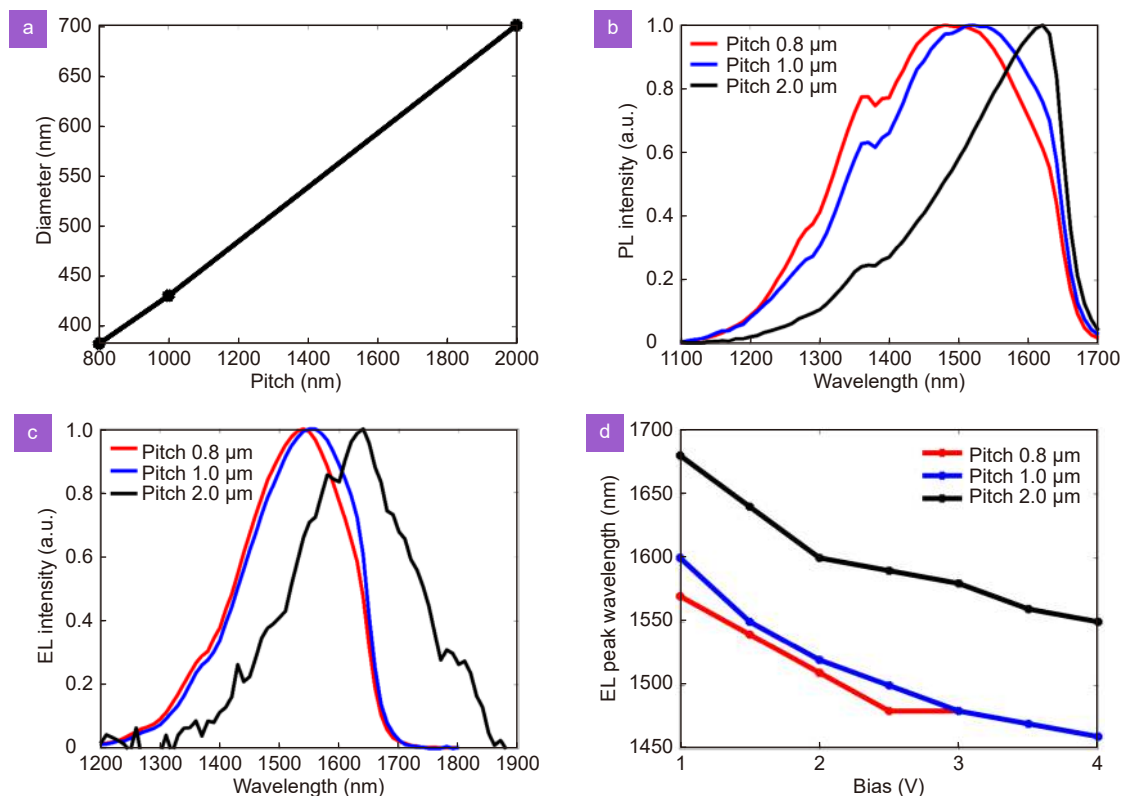 a
700
650
600
550
500
450
400
Diameter (nm)
800 1000 1200 1400 1600 1800 2000
Pitch (nm)
b
1.0
0.8
0.6
0.4
0.2
0
PL intensity (a.u.)
Pitch 0.8 μm
Pitch 1.0 μm
Pitch 2.0 μm
1100 1200 1300 1400 1500 1600 1700
Wavelength (nm)
c
1.0
0.8
0.6
0.4
0.2
0
EL intensity (a.u.)
Pitch 0.8 μm
Pitch 1.0 μm
Pitch 2.0 μm
1200 1300 1400 1500 1600 1700 1800 1900
Wavelength (nm)
d
1700
1650
1600
1550
1500
1450
EL peak wavelength (nm)
Pitch 0.8 μm
Pitch 1.0 μm
Pitch 2.0 μm
1 2 3 4
Bias (V)